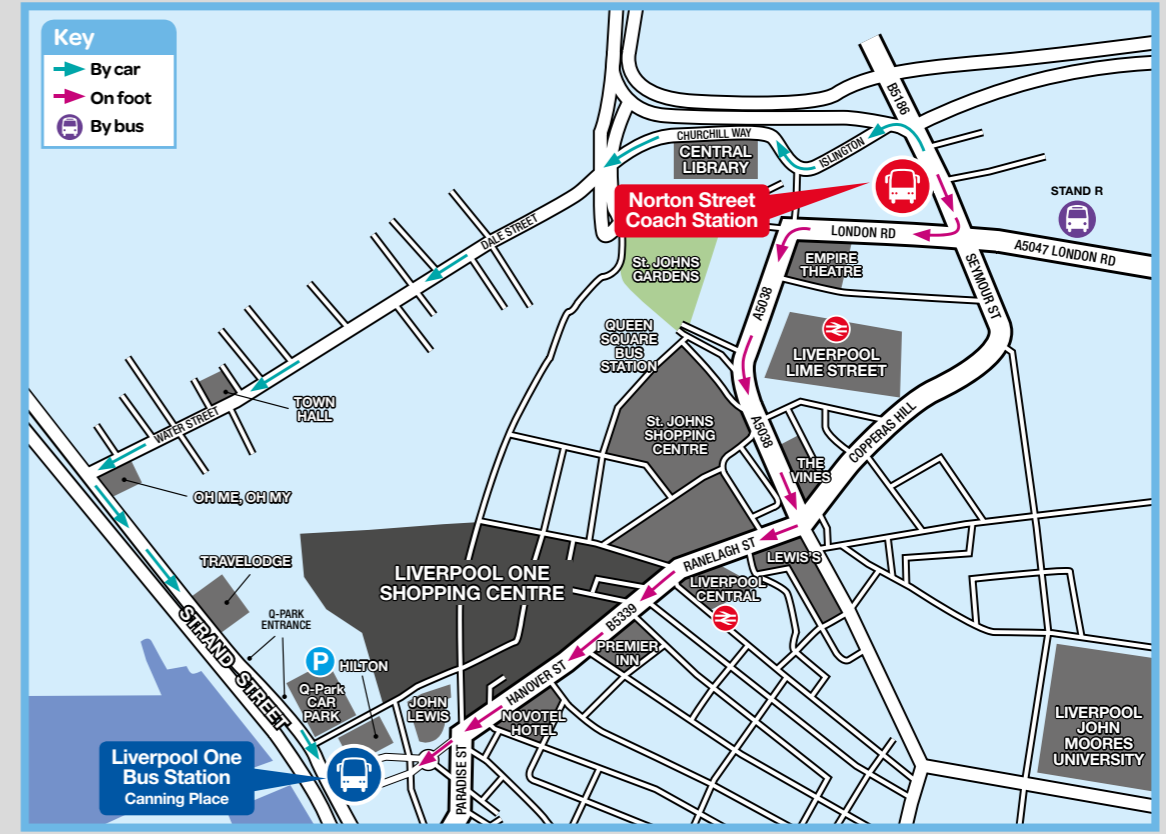 Key
By car
On foot
By bus
B5186
CHURCHILL WAY
CENTRAL
LIBRARY
ISLINGTON
Norton Street
Coach Station
STAND R
LONDON RD
A5047 LONDON RD
DALE STREET
St. JOHNS
GARDENS
EMPIRE
THEATRE
SEYMOUR ST
A5038
QUEEN
SQUARE
BUS
STATION
LIVERPOOL
LIME STREET
TOWN
HALL
WATER STREET
St. JOHNS
SHOPPING
CENTRE
A5038
COPPERAS HILL
THE
VINES
OH ME, OH MY
TRAVELODGE
LIVERPOOL ONE
SHOPPING CENTRE
RANELAGH ST
LEWIS'S
LIVERPOOL
CENTRAL
Q-PARK
ENTRANCE
STRAND STREET
B5339
PREMIER
INN
P
HILTON
Q-Park
CAR
PARK
JOHN
LEWIS
HANOVER ST
NOVOTEL
HOTEL
LIVERPOOL
JOHN
MOORES
UNIVERSITY
PARADISE ST
Liverpool One
Bus Station
Canning Place